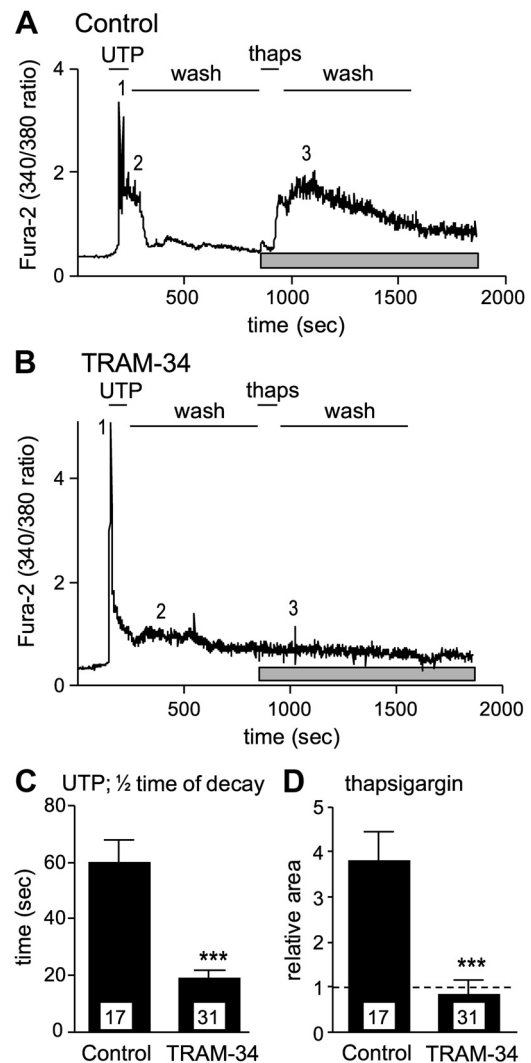 A Control
UTP thaps
wash wash
1
2
3
Fura-2 (340/380 ratio)
4
2
0
500 1000 1500 2000
time (sec)
B TRAM-34
UTP thaps
wash wash
1
2
3
Fura-2 (340/380 ratio)
4
2
0
500 1000 1500 2000
time (sec)
C UTP; ½ time of decay
time (sec)
80
60
40
20
0
***
17 31
Control TRAM-34
D thapsigargin
relative area
5
4
3
2
1
0
***
17 31
Control TRAM-34